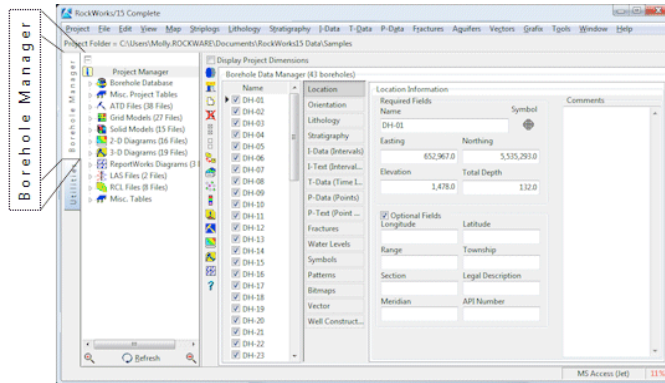 Borehole Manager
RockWorks/15 Complete
Project File Edit View Map Striplogs Lithology Stratigraphy I-Data T-Data P-Data Fractures Aquifers Vectors Grafix Tools Window Help
Project Folder = C:\Users\Molly.ROCKWARE\Documents\RockWorks15 Data\Samples
Borehole Manager
Utilities
Project Manager
Borehole Database
Misc. Project Tables
ATD Files (38 Files)
Grid Models (27 Files)
Solid Models (15 Files)
2-D Diagrams (16 Files)
3-D Diagrams (19 Files)
ReportWorks Diagrams (3
LAS Files (2 Files)
RCL Files (8 Files)
Misc. Tables
Refresh
Display Project Dimensions
Borehole Data Manager (43 boreholes)
Name
DH-01
DH-02
DH-03
DH-04
DH-05
DH-06
DH-07
DH-08
DH-09
DH-10
DH-11
DH-12
DH-13
DH-14
DH-15
DH-16
DH-17
DH-18
DH-19
DH-20
DH-21
DH-22
DH-23
Location
Orientation
Lithology
Stratigraphy
I-Data (Intervals)
I-Text (Interval...
T-Data (Time I...
P-Data (Points)
P-Text (Point ...
Fractures
Water Levels
Symbols
Patterns
Bitmaps
Vector
Well Construct...
Location Information
Required Fields
Name Symbol
DH-01
Easting Northing
652,967.0 5,535,293.0
Elevation Total Depth
1,478.0 132.0
Optional Fields
Longitude Latitude
Range Township
Section Legal Description
Meridian API Number
Comments
MS Access (Jet) 11%